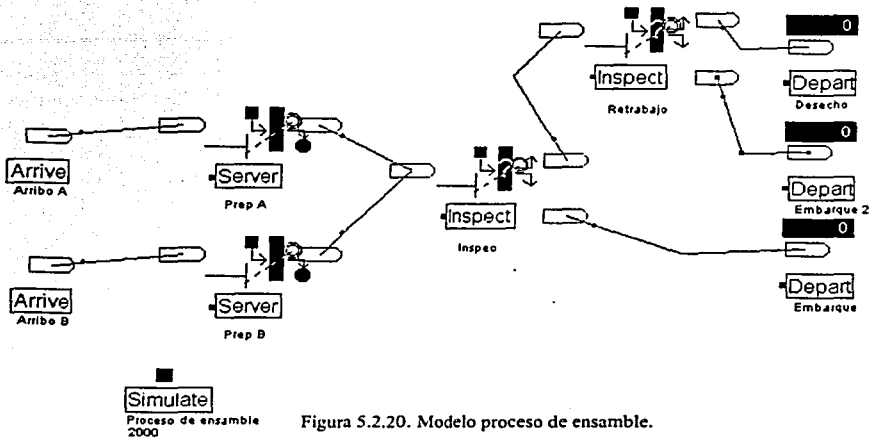 0
Inspect
Retrabajo
Depart
Desecho
Arrive
Arribo A
Server
Prep A
Inspect
Inspeo
0
Depart
Embarque 2
0
Depart
Embarque
Arrive
Arribo B
Server
Prep B
Simulate
Proceso de ensamble
2000
Figura 5.2.20. Modelo proceso de ensamble.